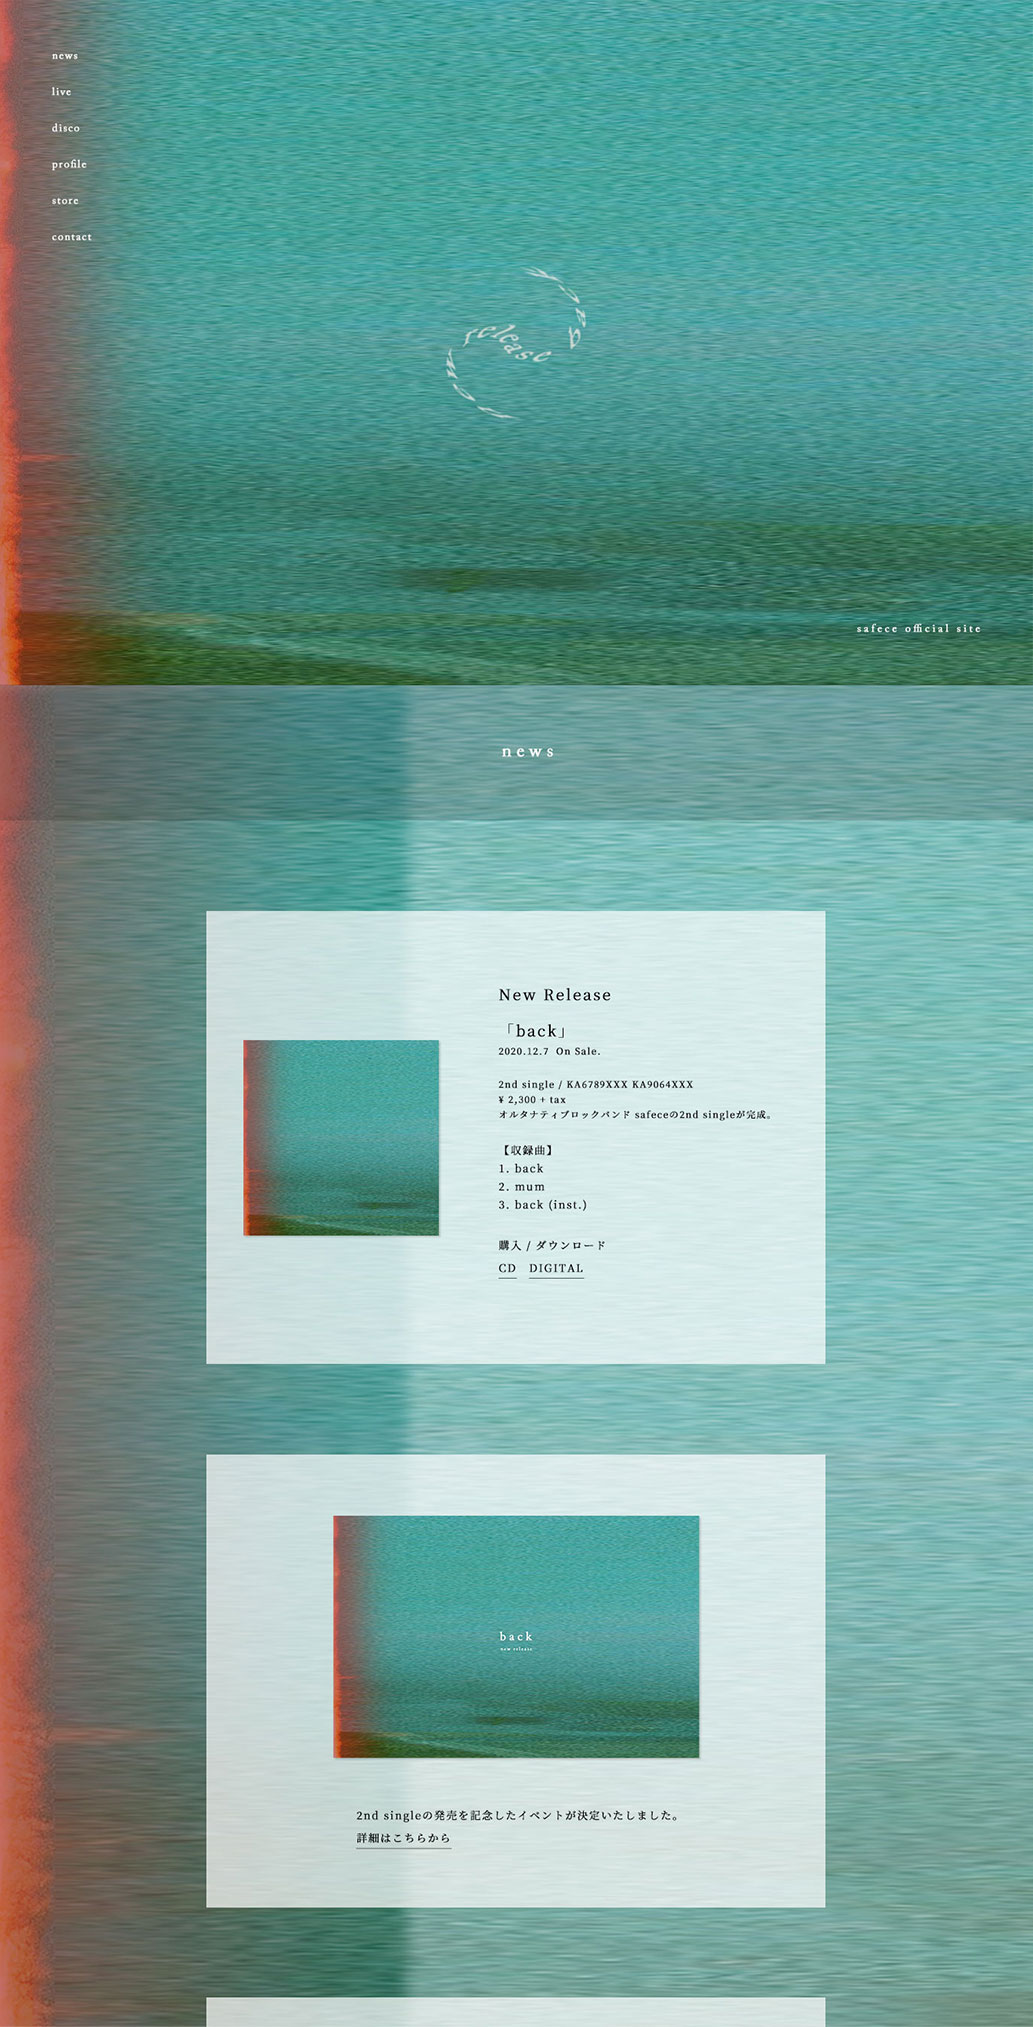 news
live
disco
profile
store
contact
release
safece official site
news
New Release
「back」
2020.12.7 On Sale.
2nd single / KA6789XXX KA9064XXX
¥ 2,300 + tax
オルタナティブロックバンド safeceの2nd singleが完成。
【収録曲】
1. back
2. mum
3. back (inst.)
購入 / ダウンロード
CD DIGITAL
back
new release
2nd singleの発売を記念したイベントが決定いたしました。
詳細はこちらから